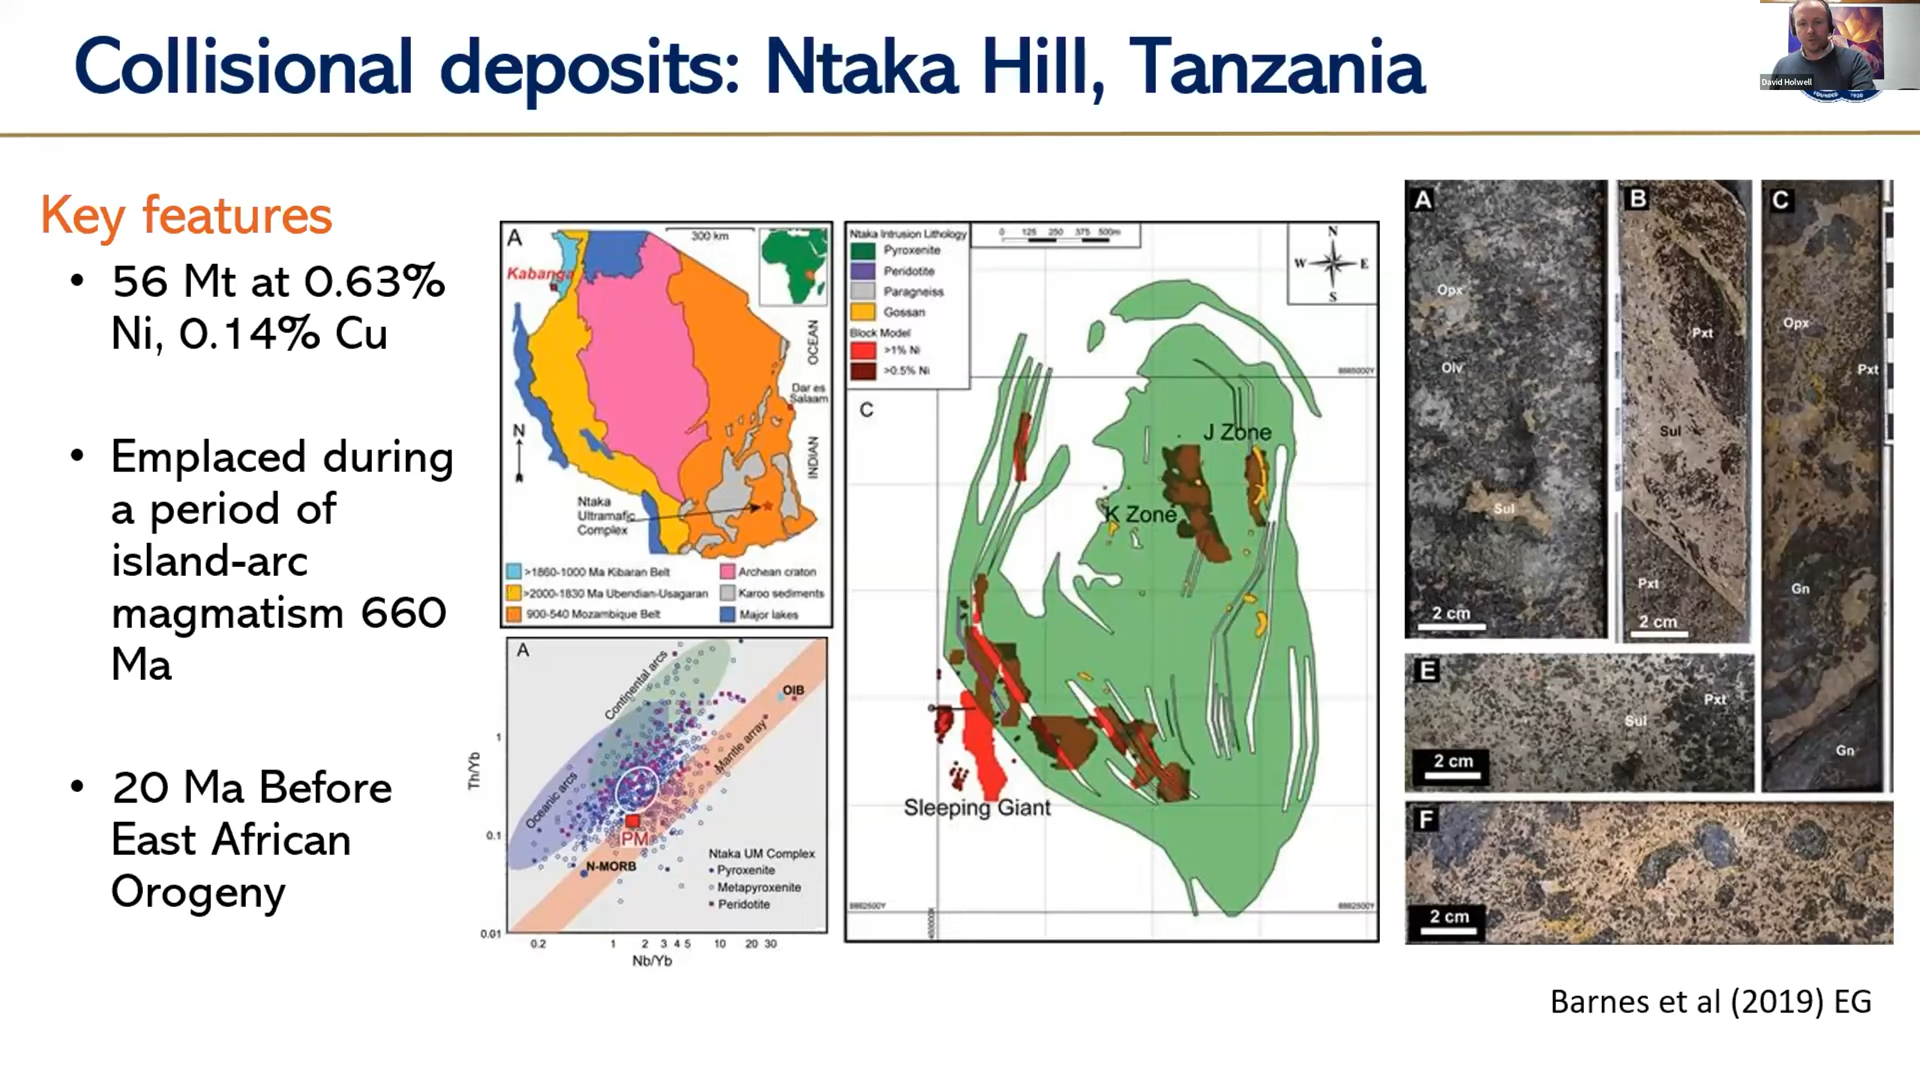 Collisional deposits: Ntaka Hill, Tanzania
David Holwell
Key features
• 56 Mt at 0.63%
Ni, 0.14% Cu
• Emplaced during
a period of
island-arc
magmatism 660
Ma
• 20 Ma Before
East African
Orogeny
A
300 km
Kabanga
OCEAN
Dar es
Salaam
INDIAN
N
Ntaka
Ultramafic
Complex
>1860-1000 Ma Kibaran Belt
Archean craton
>2000-1830 Ma Ubendian-Usagaran
Karoo sediments
900-540 Mozambique Belt
Major lakes
A
Continental arcs
OIB
Mantle array
Oceanic arcs
PM
N-MORB
Ntaka UM Complex
Pyroxenite
Metapyroxenite
Peridotite
Th/Yb
1
0.1
0.01
0.2 1 2 3 4 5 10 20 30
Nb/Yb
Ntaka Intrusion Lithology
Pyroxenite
Peridotite
Paragneiss
Gossan
Block Model
>1% Ni
>0.5% Ni
0 125 250 375 500m
N
W E
S
C
J Zone
K Zone
Sleeping Giant
A
Opx
Olv
Sul
2 cm
B
Pxt
Sul
Pxt
2 cm
C
Opx
Pxt
Gn
Gn
E
Pxt
Sul
2 cm
F
2 cm
Barnes et al (2019) EG